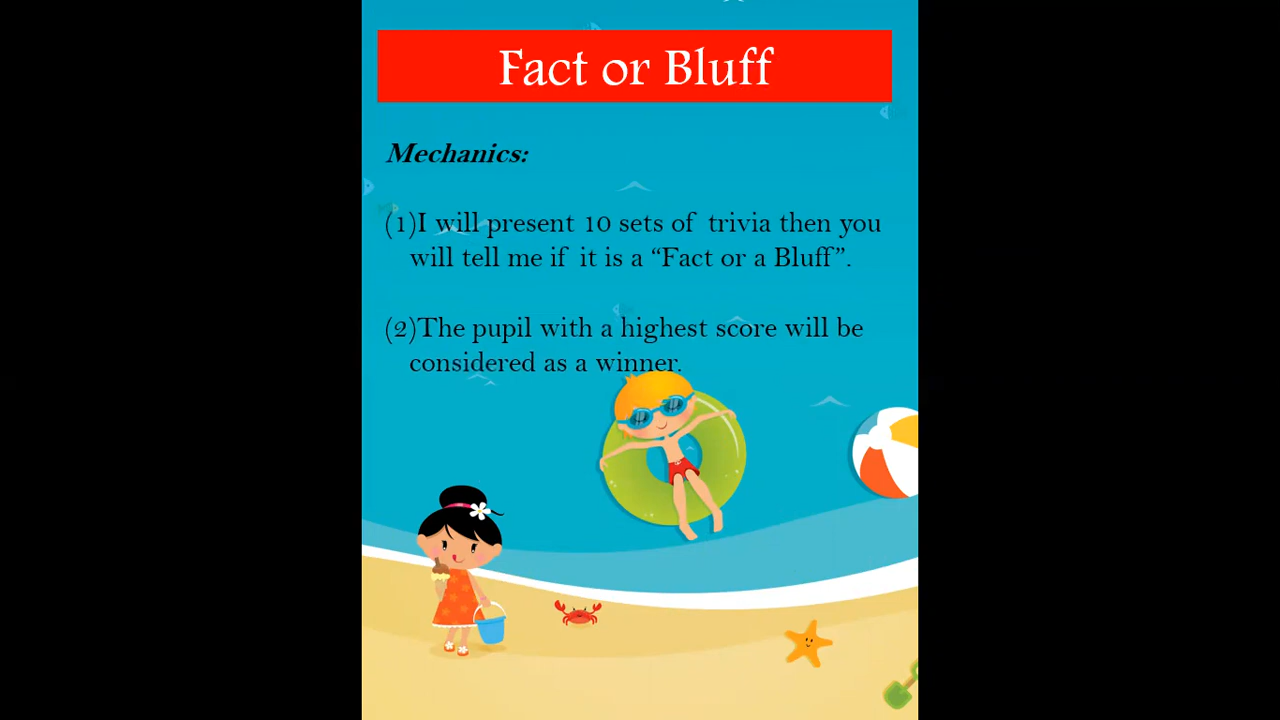 Fact or Bluff
Mechanics:
(1)I will present 10 sets of trivia then you
will tell me if it is a “Fact or a Bluff”.
(2)The pupil with a highest score will be
considered as a winner.